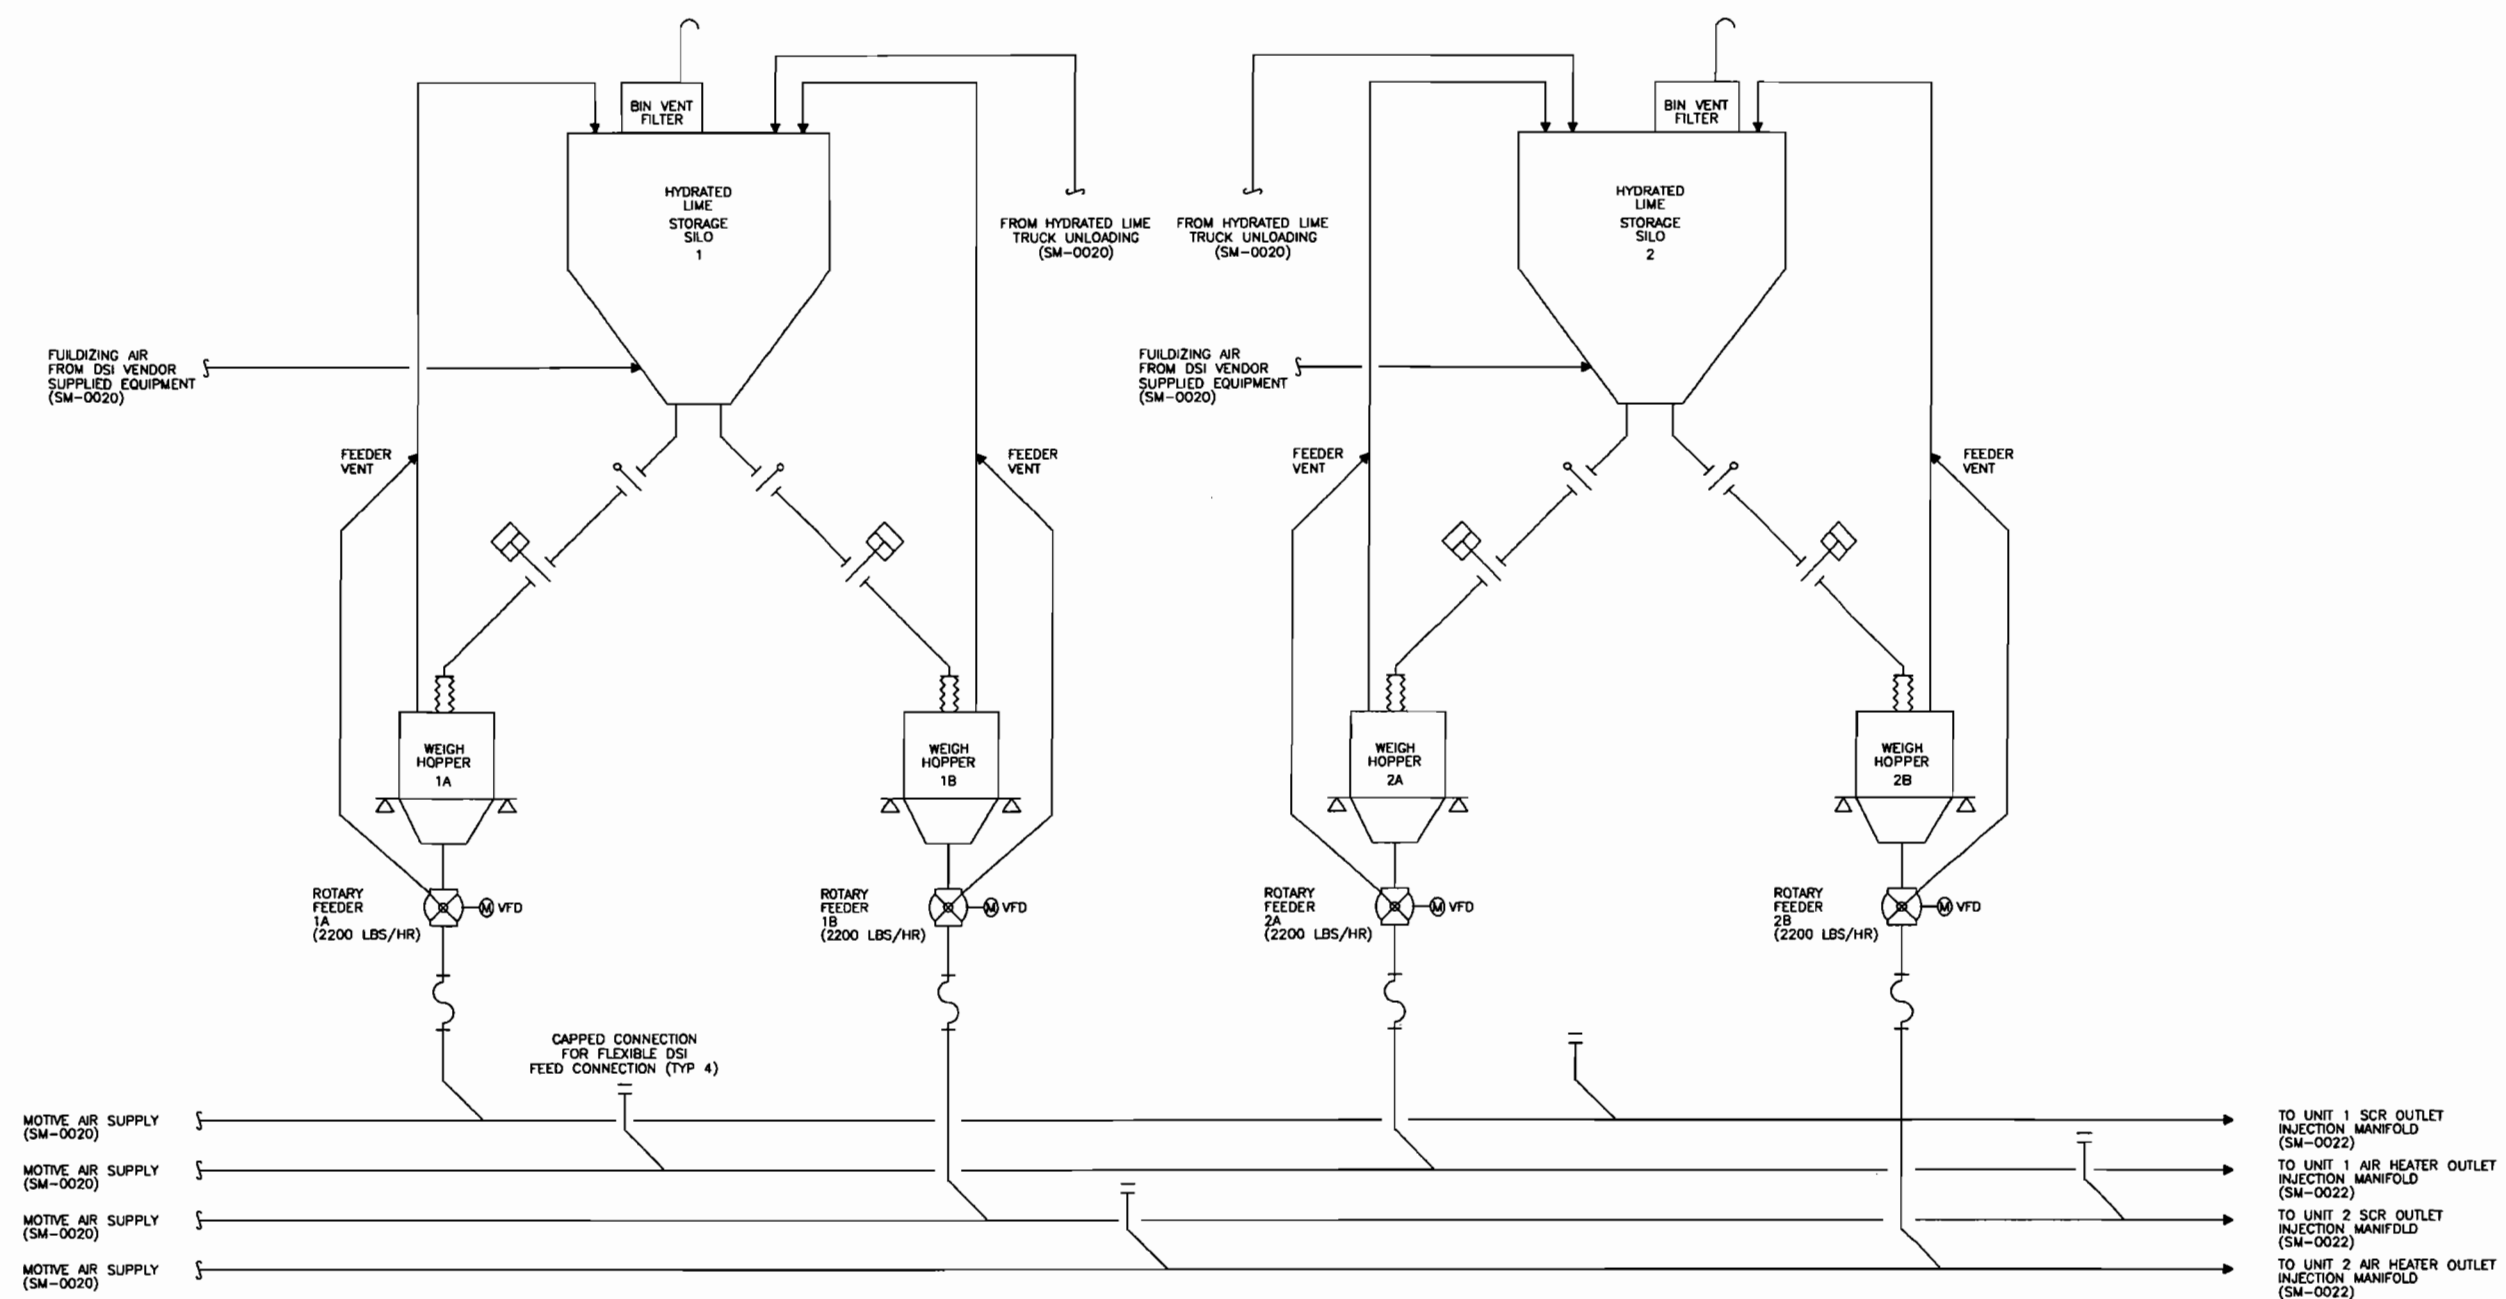 BIN VENT
FILTER
BIN VENT
FILTER
HYDRATED
LIME
STORAGE
SILO
1
FROM HYDRATED LIME
TRUCK UNLOADING
(SM-0020)
FROM HYDRATED LIME
TRUCK UNLOADING
(SM-0020)
HYDRATED
LIME
STORAGE
SILO
2
FUILDIZING AIR
FROM DSI VENDOR
SUPPLIED EQUIPMENT
(SM-0020)
FUILDIZING AIR
FROM DSI VENDOR
SUPPLIED EQUIPMENT
(SM-0020)
FEEDER
VENT
FEEDER
VENT
FEEDER
VENT
FEEDER
VENT
WEIGH
HOPPER
1A
WEIGH
HOPPER
1B
WEIGH
HOPPER
2A
WEIGH
HOPPER
2B
ROTARY
FEEDER
1A
(2200 LBS/HR)
M VFD
ROTARY
FEEDER
1B
(2200 LBS/HR)
M VFD
ROTARY
FEEDER
2A
(2200 LBS/HR)
M VFD
ROTARY
FEEDER
2B
(2200 LBS/HR)
M VFD
CAPPED CONNECTION
FOR FLEXIBLE DSI
FEED CONNECTION (TYP 4)
MOTIVE AIR SUPPLY
(SM-0020)
TO UNIT 1 SCR OUTLET
INJECTION MANIFOLD
(SM-0022)
MOTIVE AIR SUPPLY
(SM-0020)
TO UNIT 1 AIR HEATER OUTLET
INJECTION MANIFOLD
(SM-0022)
MOTIVE AIR SUPPLY
(SM-0020)
TO UNIT 2 SCR OUTLET
INJECTION MANIFOLD
(SM-0022)
MOTIVE AIR SUPPLY
(SM-0020)
TO UNIT 2 AIR HEATER OUTLET
INJECTION MANIFOLD
(SM-0022)